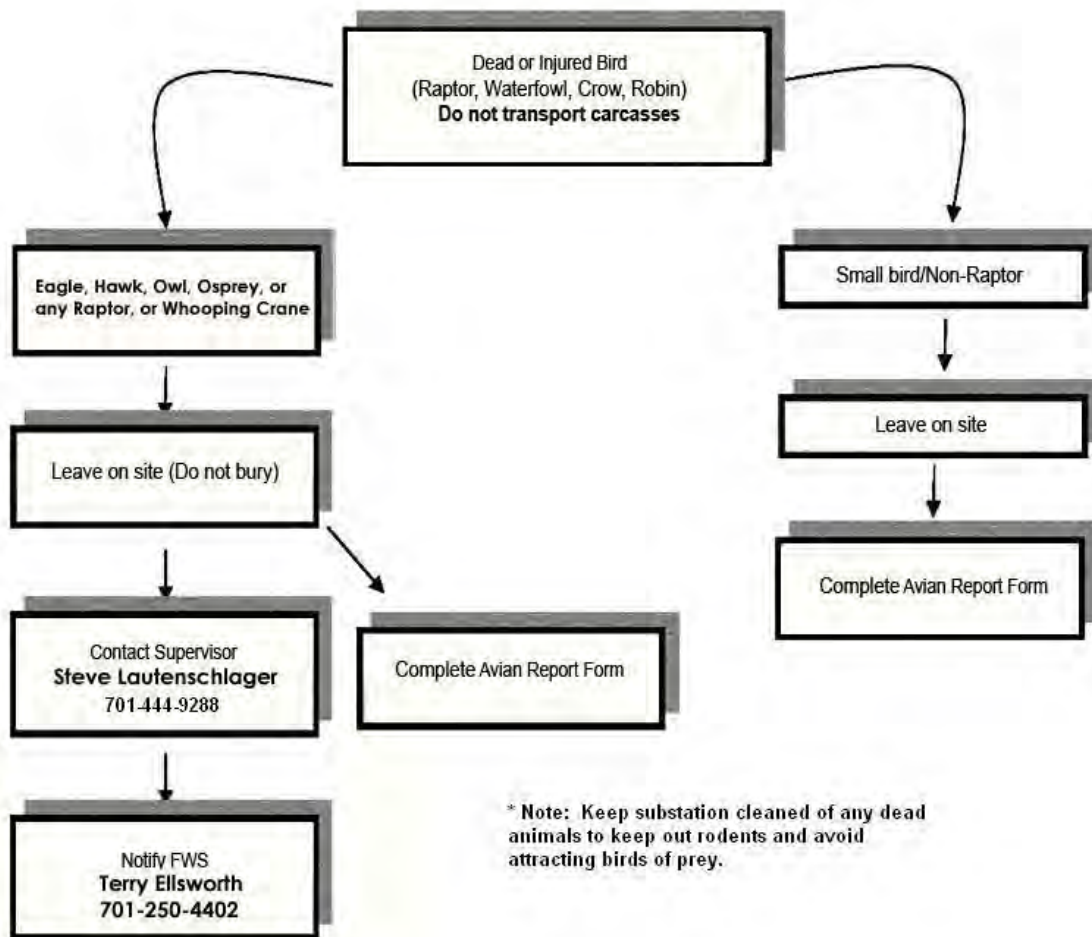 Dead or Injured Bird
(Raptor, Waterfowl, Crow, Robin)
Do not transport carcasses
Eagle, Hawk, Owl, Osprey, or
any Raptor, or Whooping Crane
Leave on site (Do not bury)
Contact Supervisor
Steve Lautenschlager
701-444-9288
Notify FWS
Terry Ellsworth
701-250-4402
Complete Avian Report Form
Small bird/Non-Raptor
Leave on site
Complete Avian Report Form
* Note: Keep substation cleaned of any dead
animals to keep out rodents and avoid
attracting birds of prey.